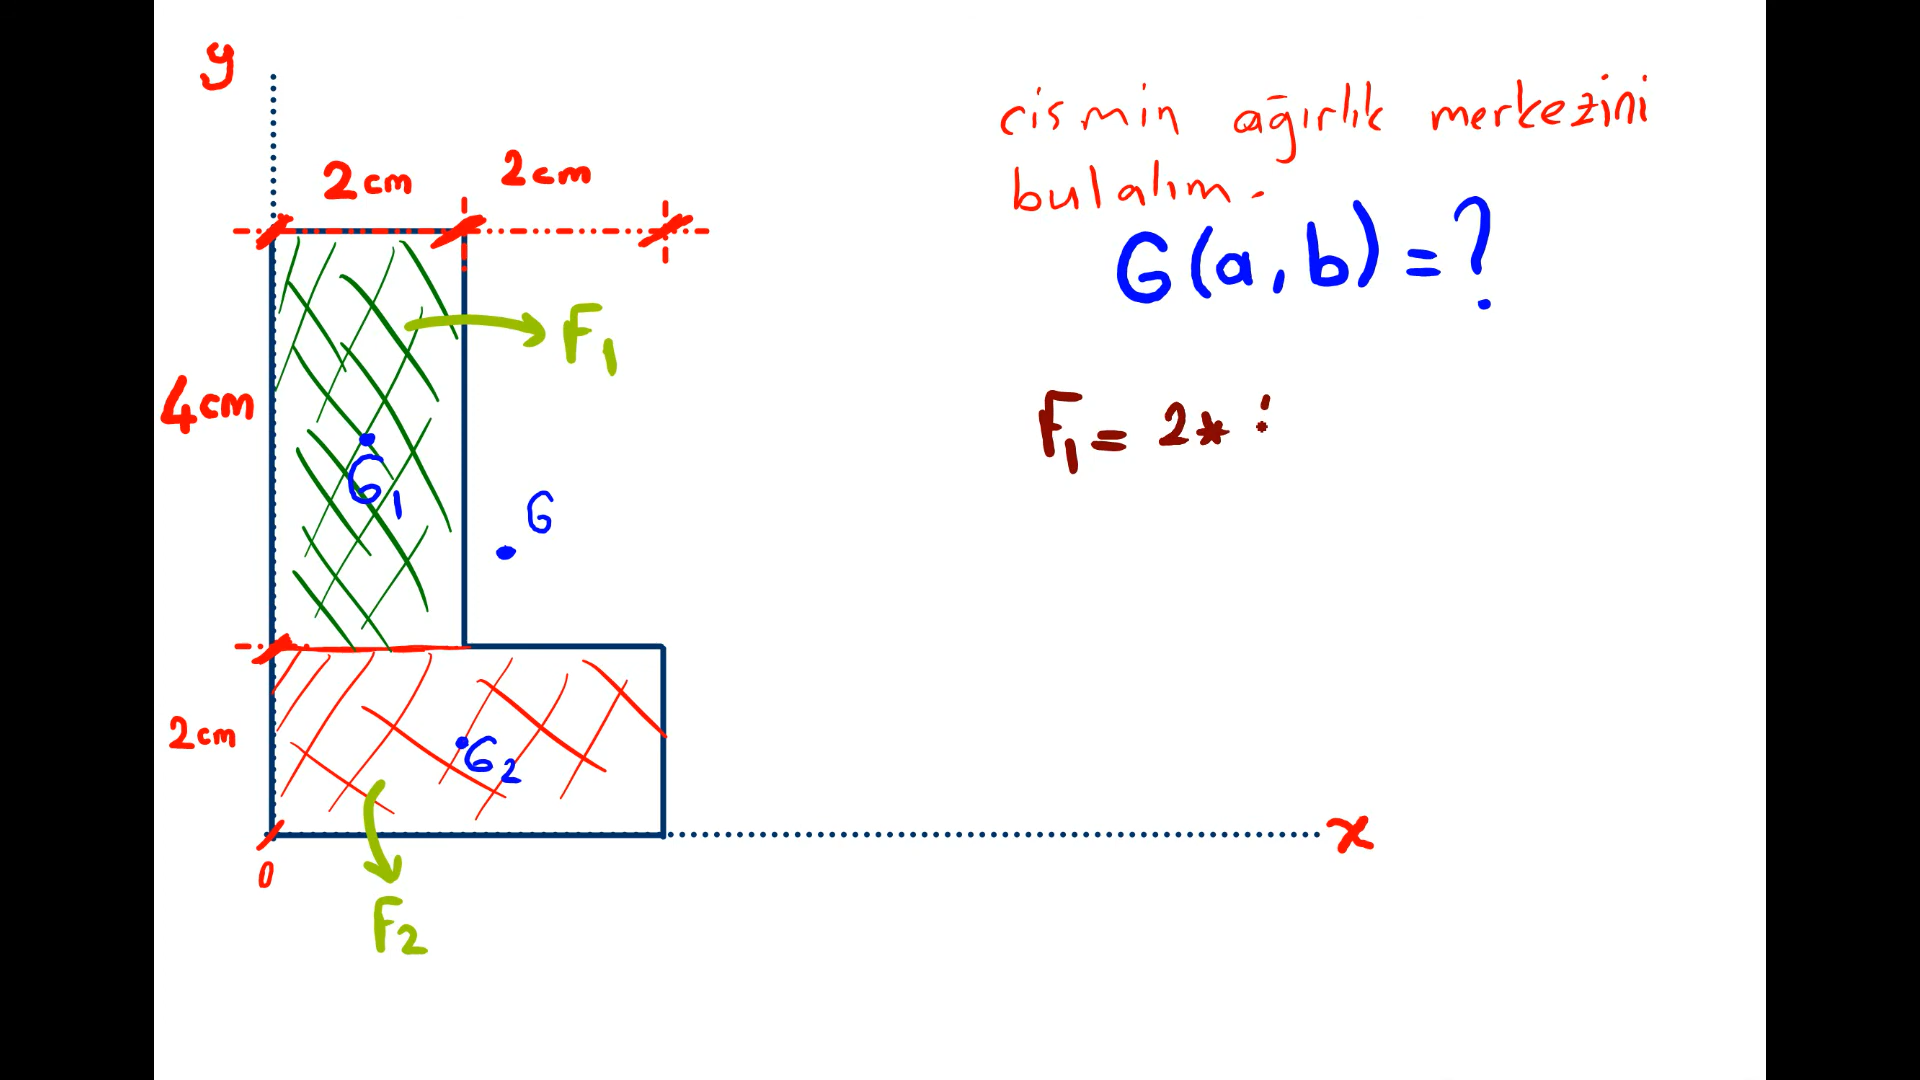 y
cismin ağırlık merkezini
bulalım.
2cm 2cm
G(a,b)=?
F1
4cm
F1= 2*
G1
G
2cm
G2
x
0
F2